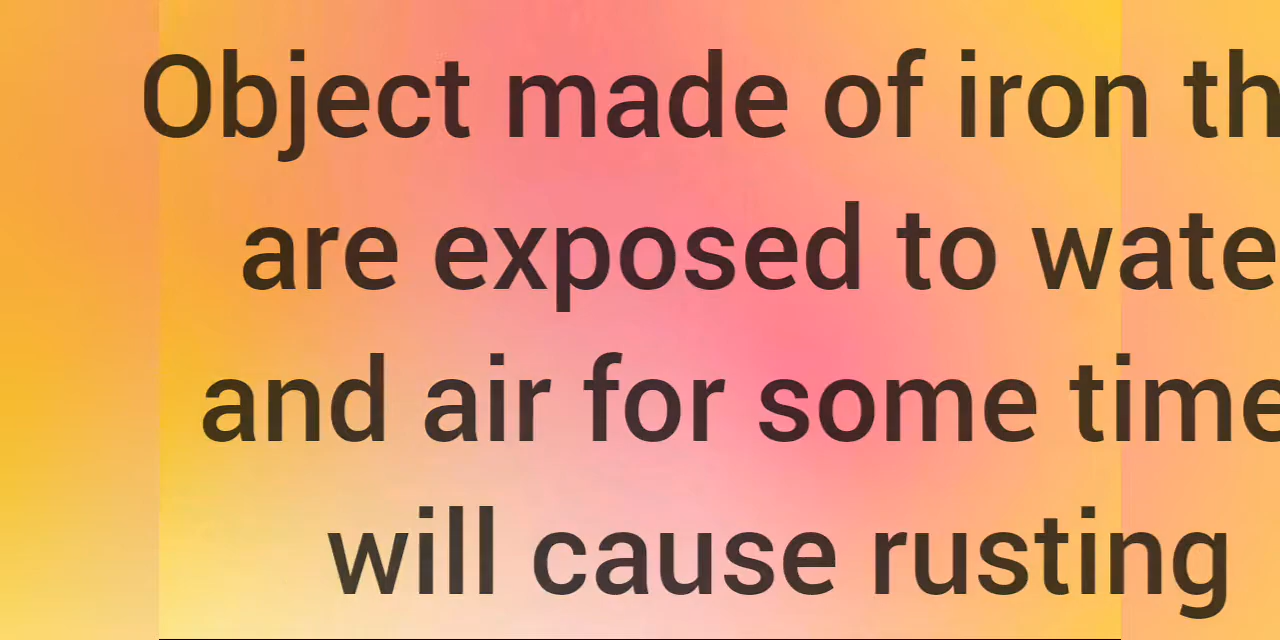 Object made of iron th
are exposed to wate
and air for some time
will cause rusting